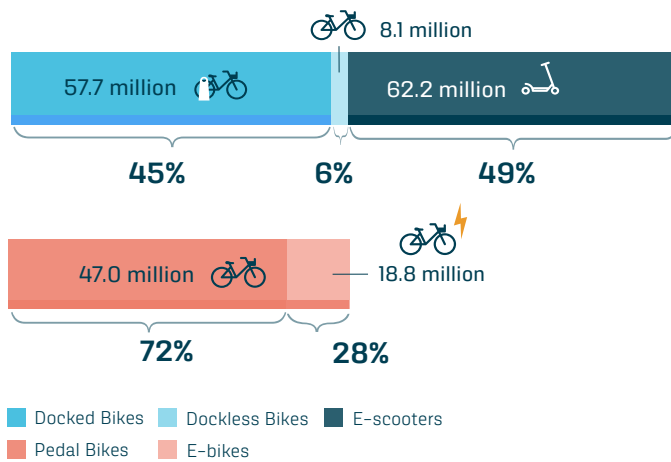 8.1 million
57.7 million
62.2 million
45%
6%
49%
47.0 million
18.8 million
72%
28%
Docked Bikes
Dockless Bikes
E-scooters
Pedal Bikes
E-bikes